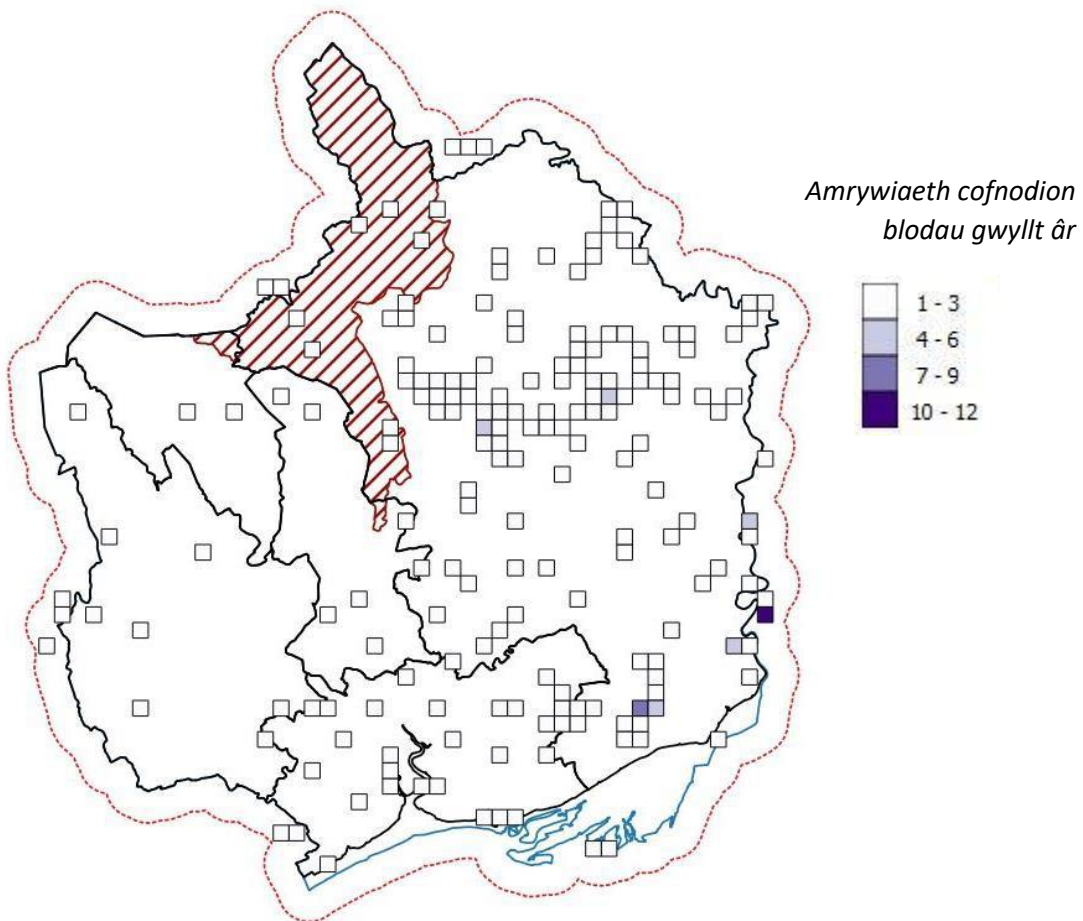 Amrywiaeth cofnodion
blodau gwyllt âr
1 - 3
4 - 6
7 - 9
10 - 12